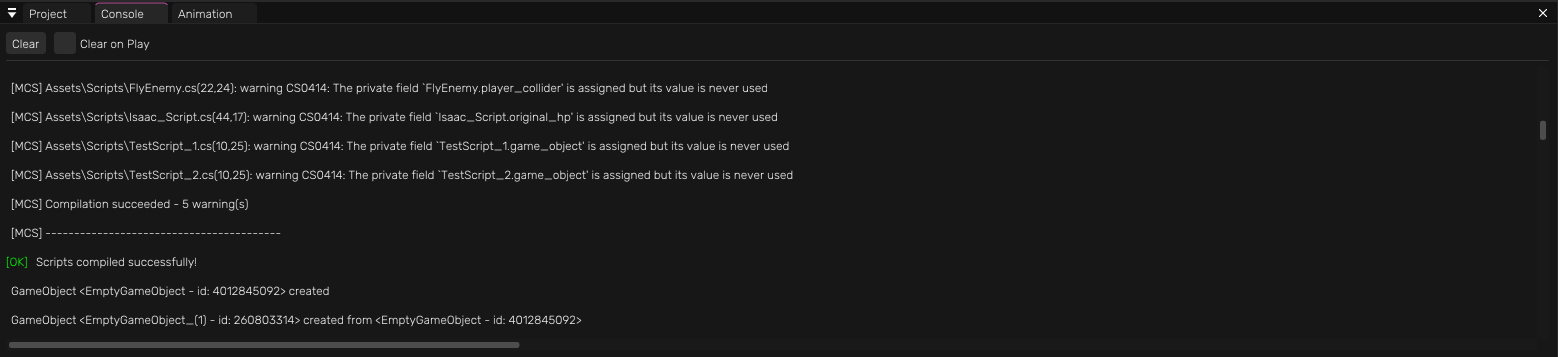 Project Console Animation
Clear Clear on Play
[MCS] Assets\Scripts\FlyEnemy.cs(22,24): warning CS0414: The private field `FlyEnemy.player_collider' is assigned but its value is never used
[MCS] Assets\Scripts\Isaac_Script.cs(44,17): warning CS0414: The private field `Isaac_Script.original_hp' is assigned but its value is never used
[MCS] Assets\Scripts\TestScript_1.cs(10,25): warning CS0414: The private field `TestScript_1.game_object' is assigned but its value is never used
[MCS] Assets\Scripts\TestScript_2.cs(10,25): warning CS0414: The private field `TestScript_2.game_object' is assigned but its value is never used
[MCS] Compilation succeeded - 5 warning(s)
[MCS] -----------------------------------------
[OK] Scripts compiled successfully!
GameObject <EmptyGameObject - id: 4012845092> created
GameObject <EmptyGameObject_(1) - id: 260803314> created from <EmptyGameObject - id: 4012845092>